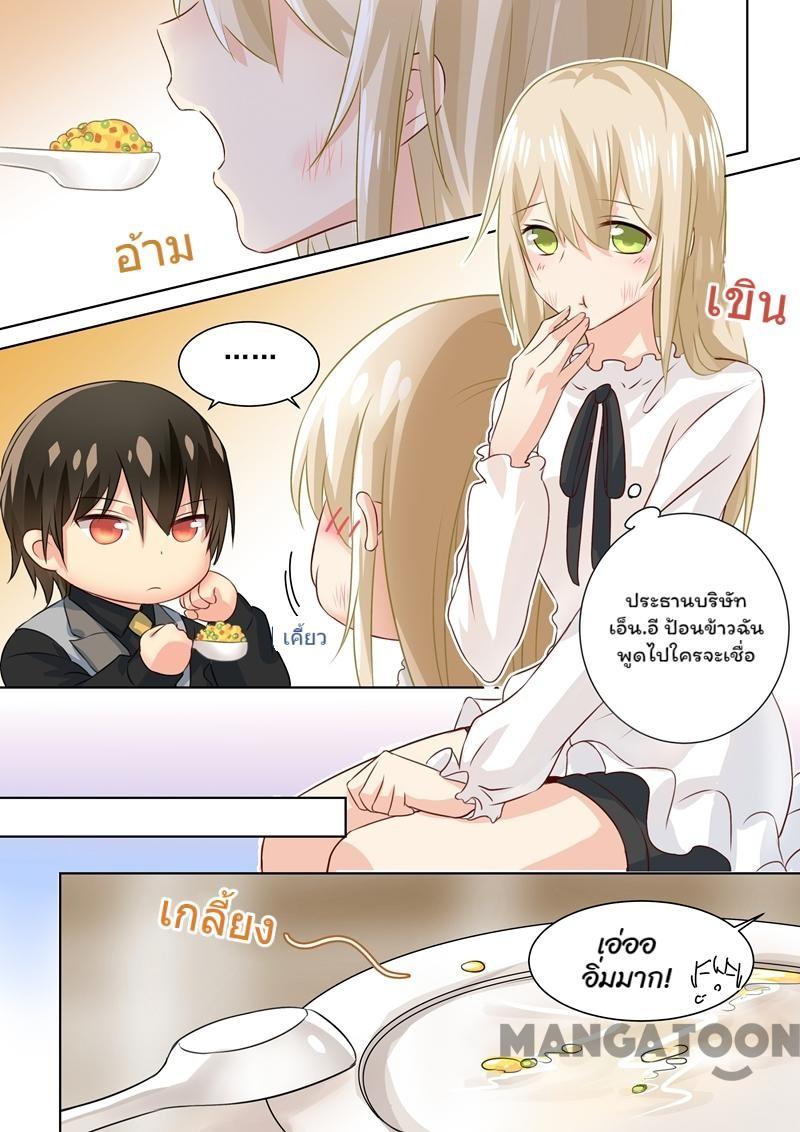 อ้าม
เขิน
……
เคี้ยว
ประธานบริษัท
เอ็น.อี ป้อนข้าวฉัน
พูดไปใครจะเชื่อ
เกลี้ยง
เอ่ออ
อิ่มมาก!
MANGATOON